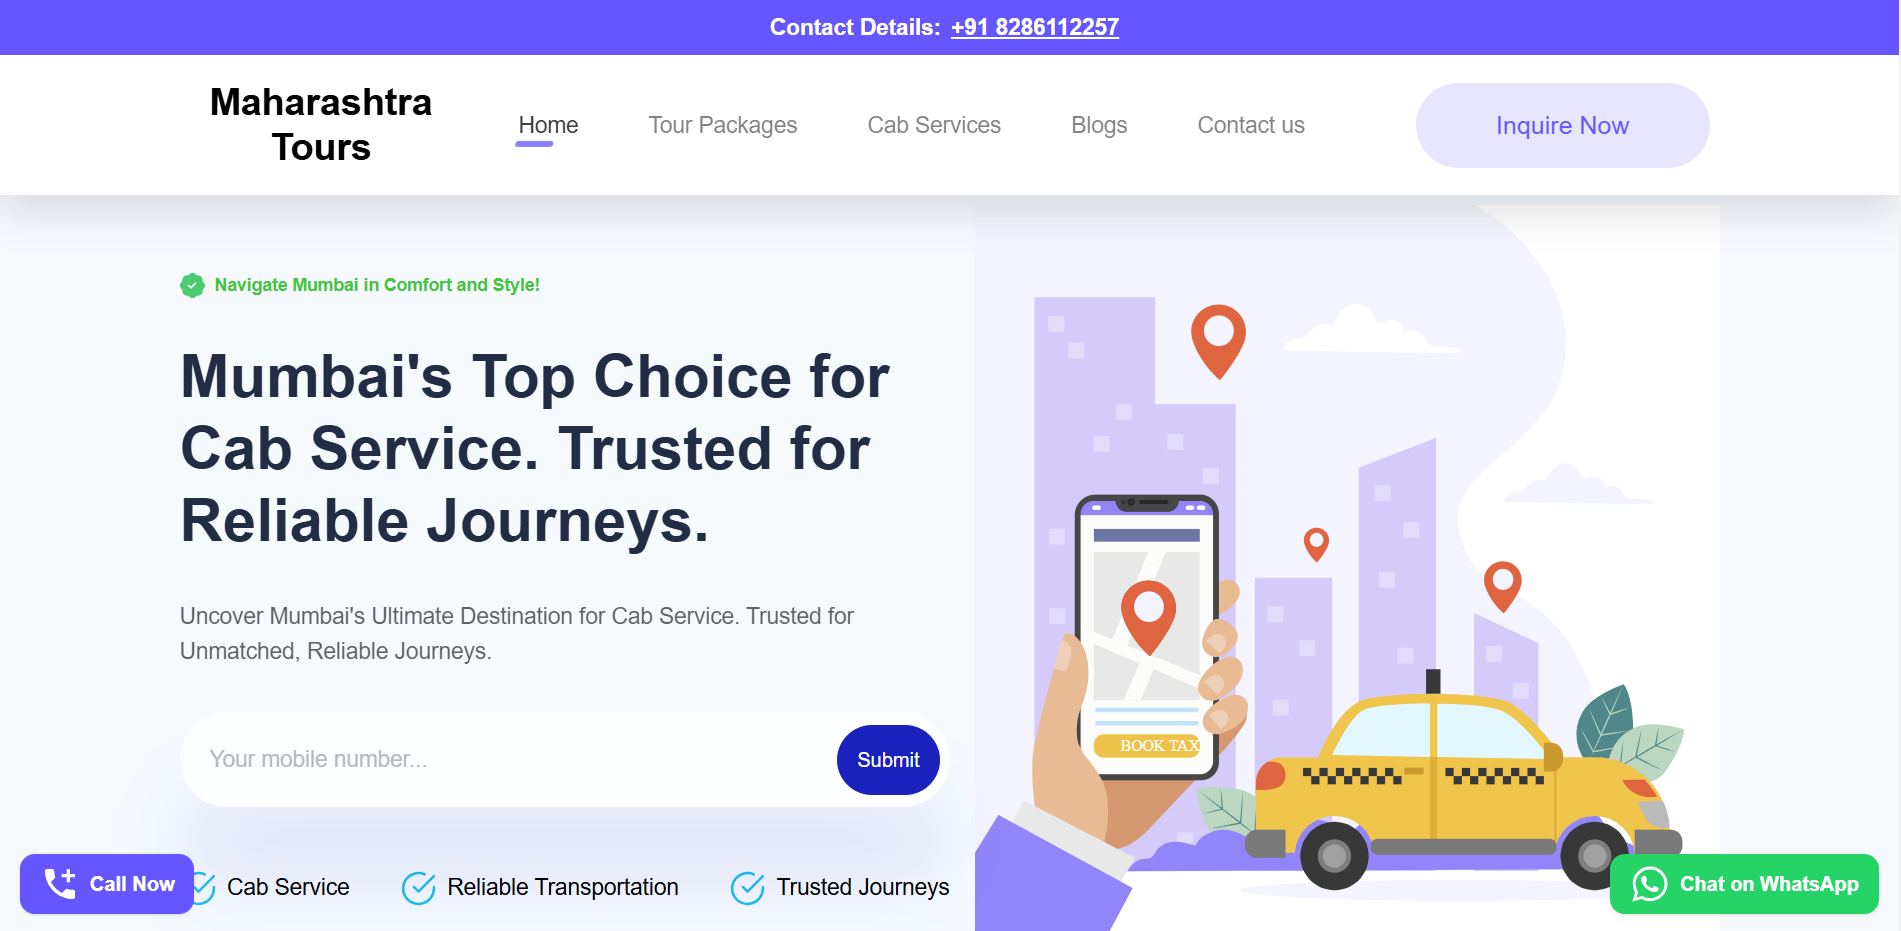 Contact Details: +91 8286112257
Maharashtra
Tours
Home
Tour Packages
Cab Services
Blogs
Contact us
Inquire Now
Navigate Mumbai in Comfort and Style!
Mumbai's Top Choice for
Cab Service. Trusted for
Reliable Journeys.
Uncover Mumbai's Ultimate Destination for Cab Service. Trusted for
Unmatched, Reliable Journeys.
Your mobile number...
Submit
BOOK TAX
Call Now
Cab Service
Reliable Transportation
Trusted Journeys
Chat on WhatsApp